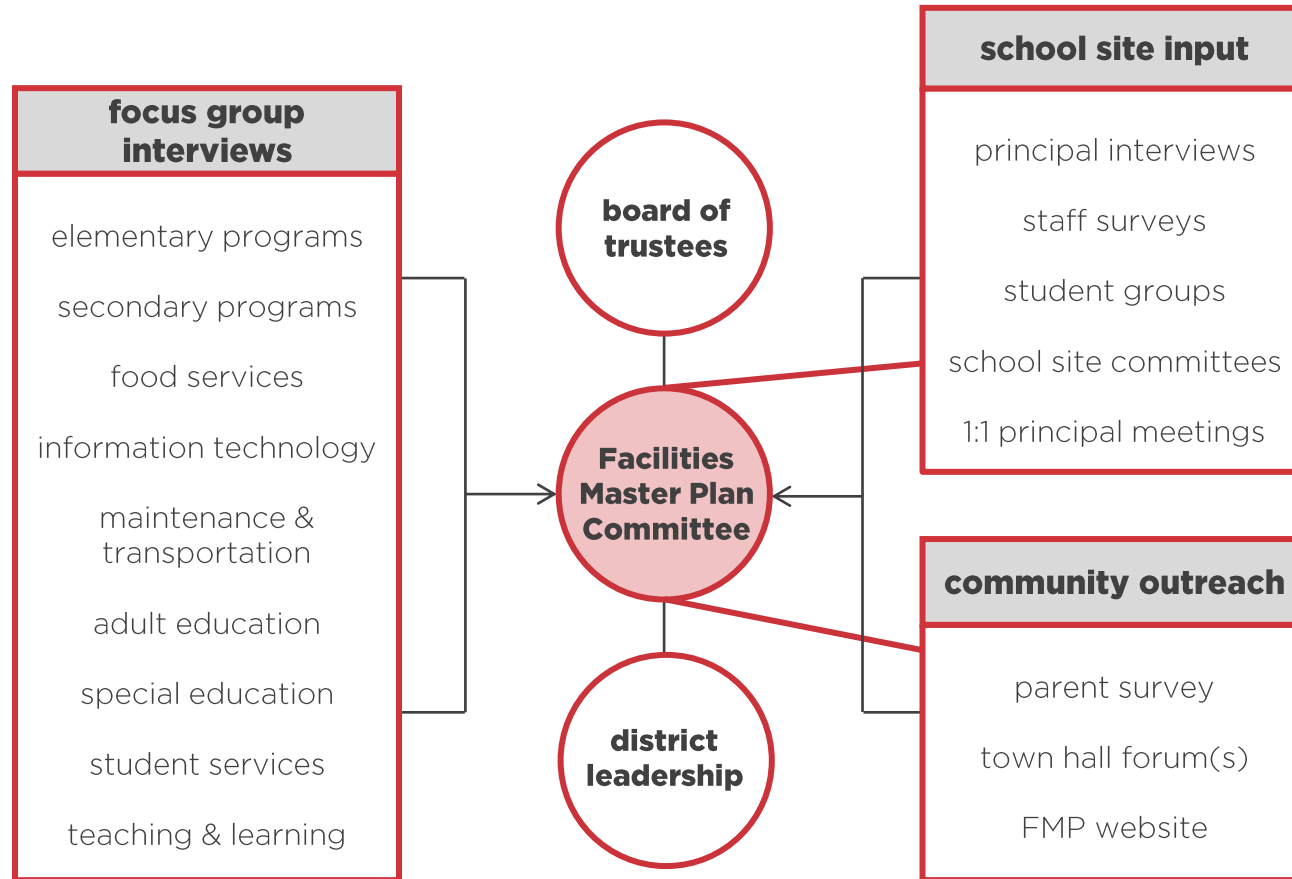 focus group
interviews
elementary programs
secondary programs
food services
information technology
maintenance &
transportation
adult education
special education
student services
teaching & learning
board of
trustees
Facilities
Master Plan
Committee
district
leadership
school site input
principal interviews
staff surveys
student groups
school site committees
1:1 principal meetings
community outreach
parent survey
town hall forum(s)
FMP website